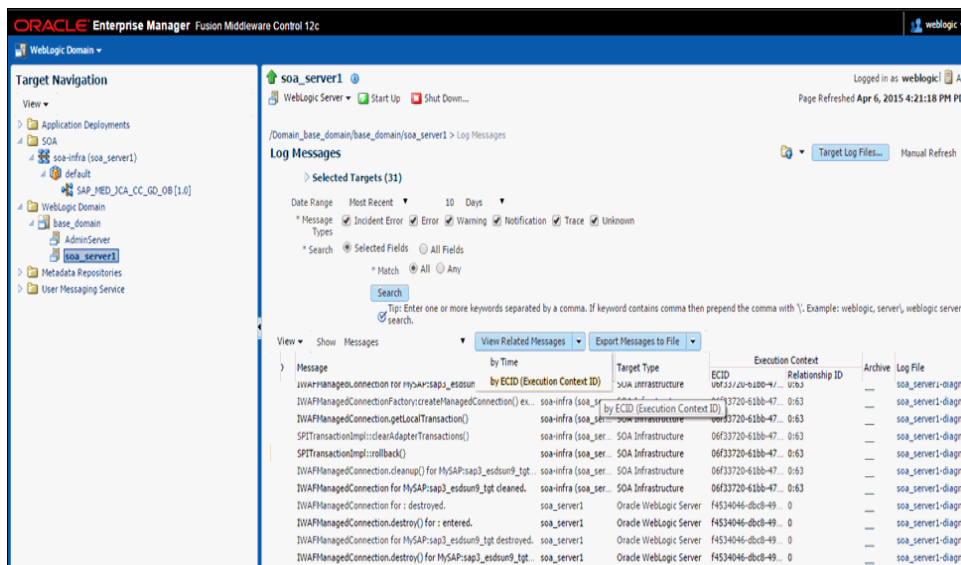 ORACLE Enterprise Manager Fusion Middleware Control 12c
weblogic
WebLogic Domain
Target Navigation
View
Application Deployments
SOA
soa-infra (soa_server1)
default
SAP_MED_JCA_CC_GD_OB [1.0]
WebLogic Domain
base_domain
AdminServer
soa_server1
Metadata Repositories
User Messaging Service
soa_server1
Logged in as weblogic
WebLogic Server Start Up Shut Down...
Page Refreshed Apr 6, 2015 4:21:18 PM
/Domain_base_domain/base_domain/soa_server1 > Log Messages
Log Messages
Target Log Files... Manual Refresh
Selected Targets (31)
Date Range Most Recent 10 Days
* Message Types Incident Error Error Warning Notification Trace Unknown
* Search Selected Fields All Fields
* Match All Any
Search
Tip: Enter one or more keywords separated by a comma. If keyword contains comma then prepend the comma with '\'. Example: weblogic, server\, weblogic server
search.
View Show Messages View Related Messages Export Messages to File
by Time
by ECID (Execution Context ID)
by ECID (Execution Context ID)
Message Target Type Execution Context Archive Log File
ECID Relationship ID
IWAFManagedConnection for MySAP:sap3_esdsun SOA Infrastructure 06f33720-61bb-47... 0:63 soa_server1-diagn
IWAFManagedConnectionFactory:createManagedConnection() ex... soa-infra (soa_ser... 06f33720-61bb-47... 0:63 soa_server1-diagn
IWAFManagedConnection.getLocalTransaction() soa-infra (soa_ser... 0:63 soa_server1-diagn
SPITransactionImpl::clearAdapterTransactions() soa-infra (soa_ser... SOA Infrastructure 06f33720-61bb-47... 0:63 soa_server1-diagn
SPITransactionImpl::rollback() soa-infra (soa_ser... SOA Infrastructure 06f33720-61bb-47... 0:63 soa_server1-diagn
IWAFManagedConnection.cleanup() for MySAP:sap3_esdsun9_tgt... soa-infra (soa_ser... SOA Infrastructure 06f33720-61bb-47... 0:63 soa_server1-diagn
IWAFManagedConnection for MySAP:sap3_esdsun9_tgt cleaned. soa-infra (soa_ser... SOA Infrastructure 06f33720-61bb-47... 0:63 soa_server1-diagn
IWAFManagedConnection for : destroyed. soa_server1 Oracle WebLogic Server f4534046-dbc8-49... 0 soa_server1-diagn
IWAFManagedConnection.destroy() for : entered. soa_server1 Oracle WebLogic Server f4534046-dbc8-49... 0 soa_server1-diagn
IWAFManagedConnection for MySAP:sap3_esdsun9_tgt destroyed. soa_server1 Oracle WebLogic Server f4534046-dbc8-49... 0 soa_server1-diagn
IWAFManagedConnection.destroy() for MySAP:sap3_esdsun9_tgt... soa_server1 Oracle WebLogic Server f4534046-dbc8-49... 0 soa_server1-diagn